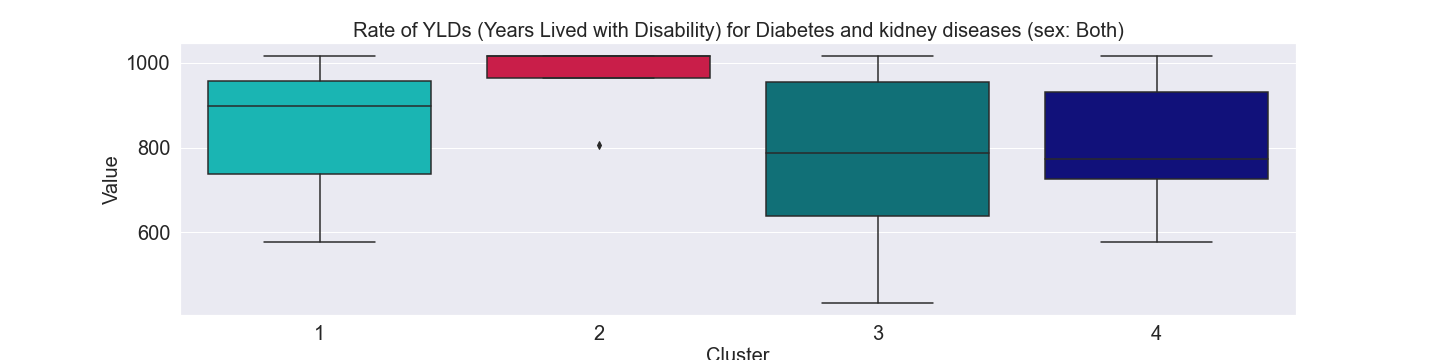 Rate of YLDs (Years Lived with Disability) for Diabetes and kidney diseases (sex: Both)
1000
800
600
Value
1 2 3 4
Cluster